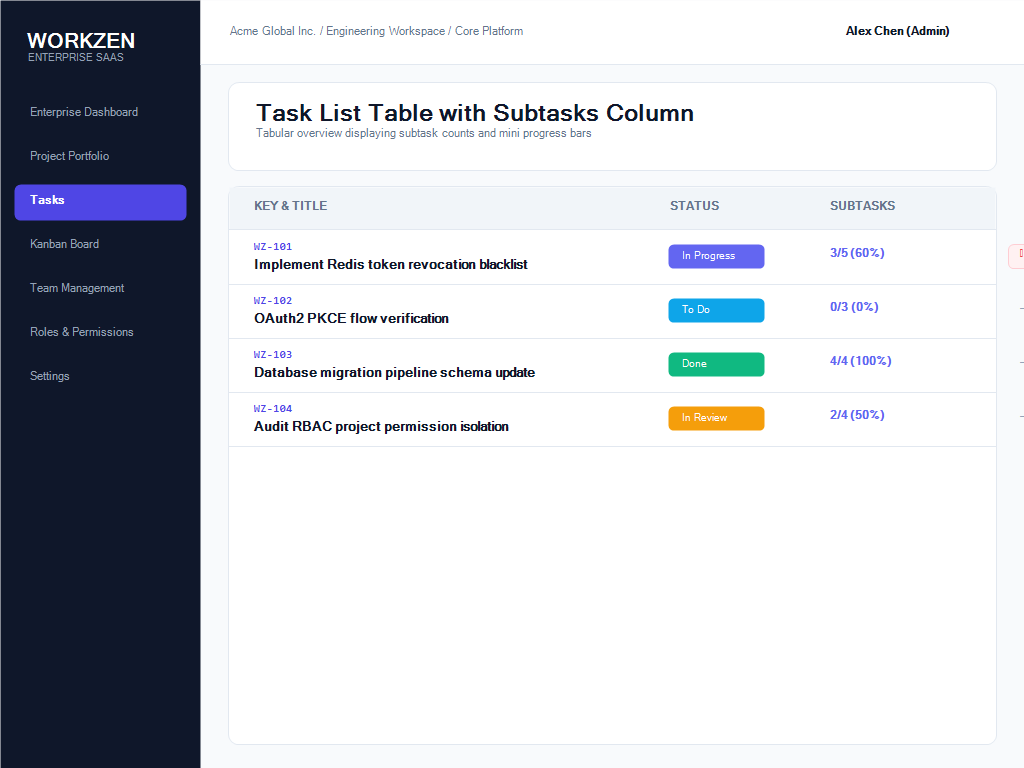 WORKZEN
ENTERPRISE SAAS
Enterprise Dashboard
Project Portfolio
Tasks
Kanban Board
Team Management
Roles & Permissions
Settings
Acme Global Inc. / Engineering Workspace / Core Platform
Alex Chen (Admin)
Task List Table with Subtasks Column
Tabular overview displaying subtask counts and mini progress bars
KEY & TITLE STATUS SUBTASKS
WZ-101
Implement Redis token revocation blacklist
In Progress
3/5 (60%)
WZ-102
OAuth2 PKCE flow verification
To Do
0/3 (0%)
WZ-103
Database migration pipeline schema update
Done
4/4 (100%)
WZ-104
Audit RBAC project permission isolation
In Review
2/4 (50%)